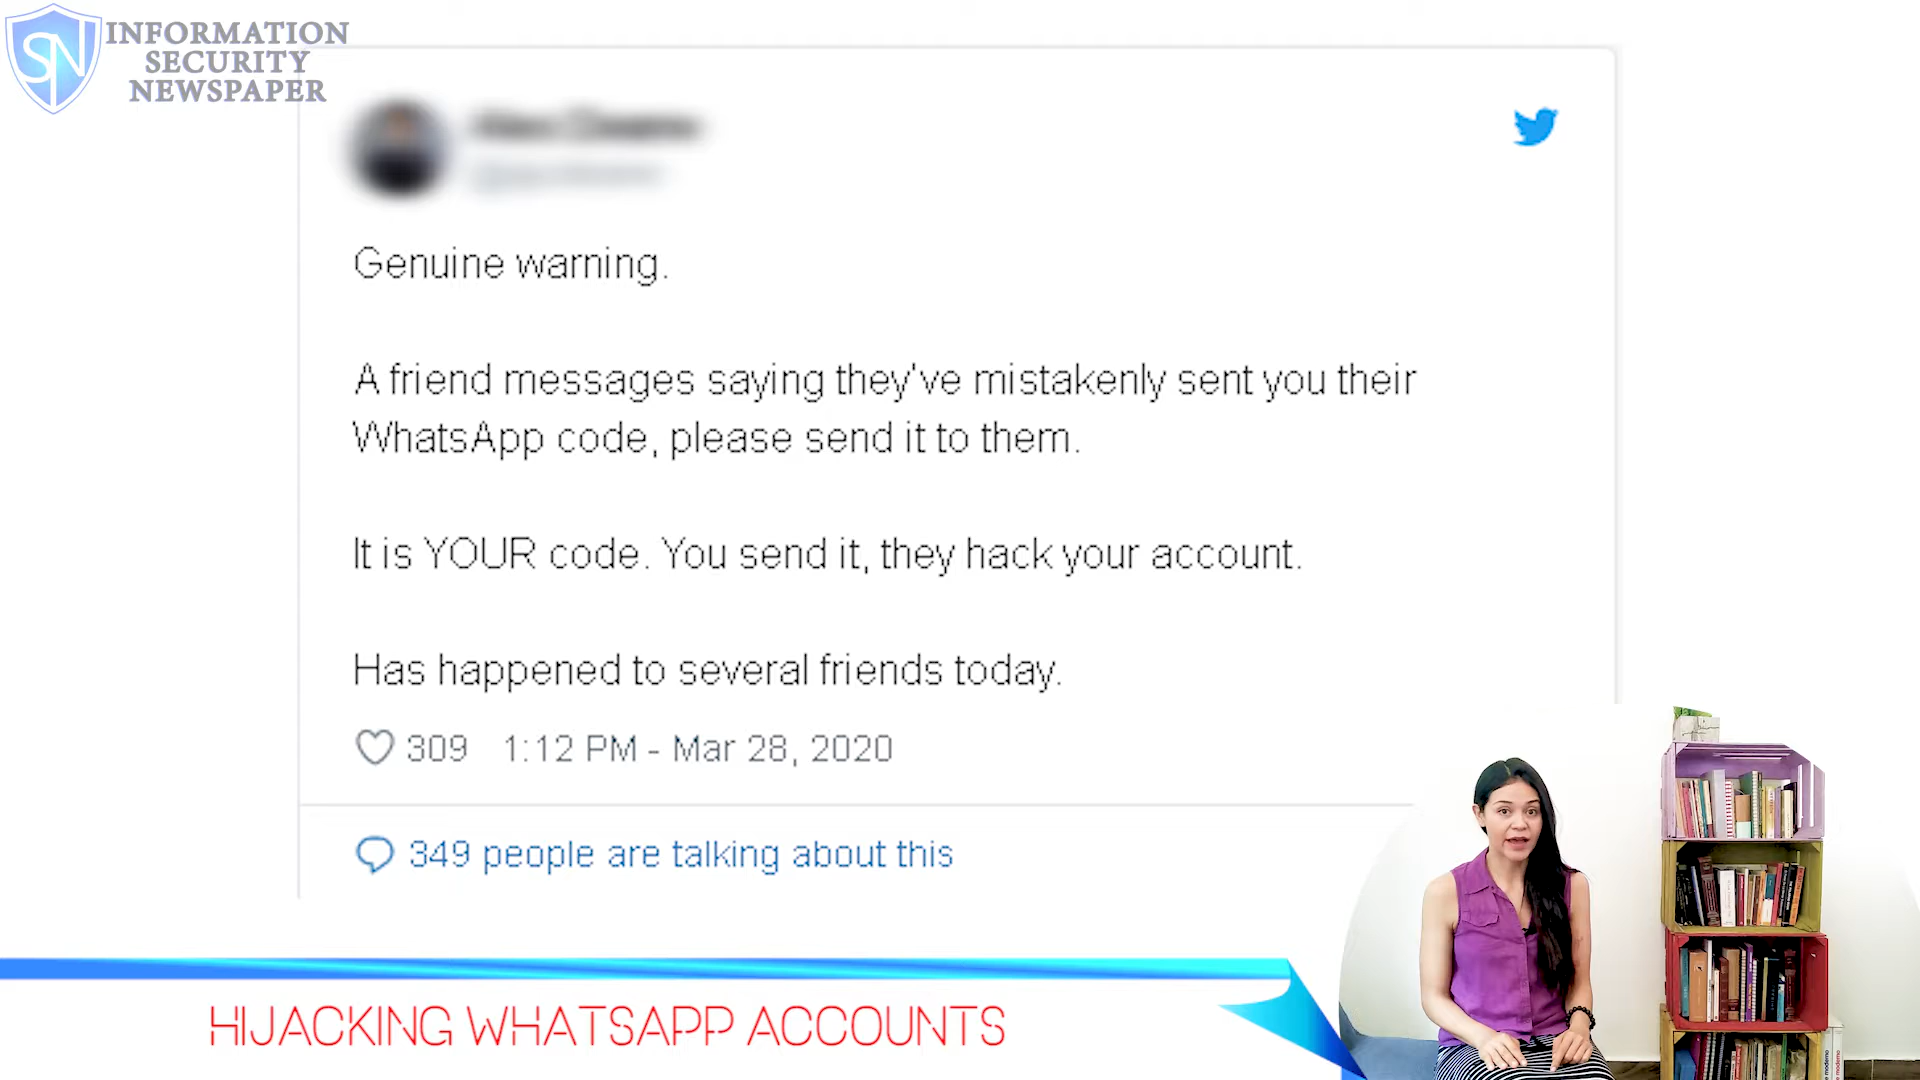 INFORMATION
SECURITY
NEWSPAPER
Genuine warning.
A friend messages saying they've mistakenly sent you their
WhatsApp code, please send it to them.
It is YOUR code. You send it, they hack your account.
Has happened to several friends today.
309 1:12 PM - Mar 28, 2020
349 people are talking about this
HIJACKING WHATSAPP ACCOUNTS